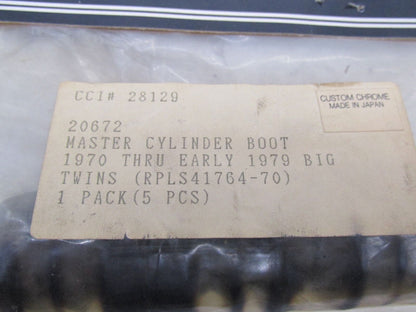 CCI# 28129
CUSTOM CHROME
MADE IN JAPAN
20672
MASTER CYLINDER BOOT
1970 THRU EARLY 1979 BIG
TWINS (RPLS41764-70)
1 PACK(5 PCS)